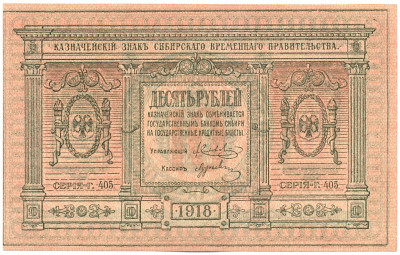 КАЗНАЧЕЙСКІЙ ЗНАКЪ СИБИРСКАГО ВРЕМЕННАГО ПРАВИТЕЛЬСТВА.
ДЕСЯТЬ РУБЛЕЙ
КАЗНАЧЕЙСКІЙ ЗНАКЪ ОБМѢНИВАЕТСЯ
ГОСУДАРСТВЕННЫМЪ БАНКОМЪ СИБИРИ
НА ГОСУДАРСТВЕННЫЕ КРЕДИТНЫЕ БИЛЕТЫ.
УПРАВЛЯЮЩІЙ
КАССИРЪ
СЕРІЯ-Г. 405
СЕРІЯ-Г. 405
1918